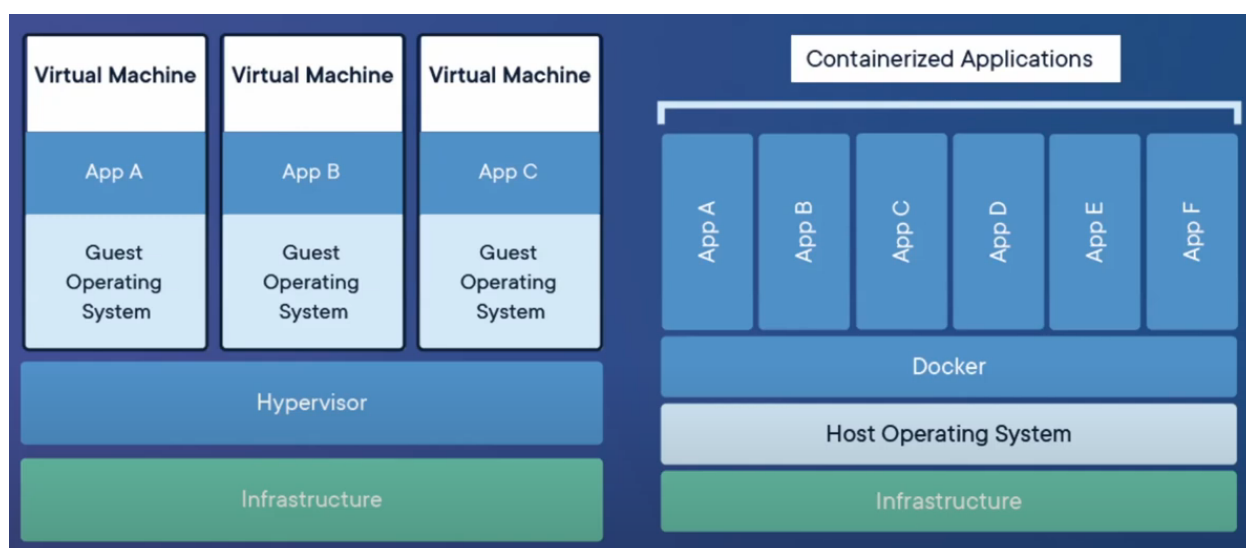 Virtual Machine
App A
Guest
Operating
System
Virtual Machine
App B
Guest
Operating
System
Virtual Machine
App C
Guest
Operating
System
Hypervisor
Infrastructure
Containerized Applications
App A
App B
App C
App D
App E
App F
Docker
Host Operating System
Infrastructure